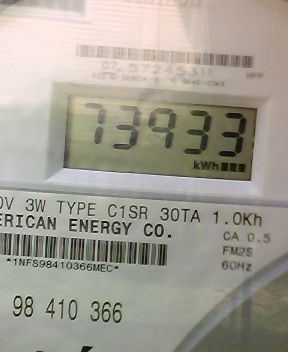 73933
kWh
0V 3W TYPE C1SR 30TA 1.0Kh
ERICAN ENERGY CO.
CA 0.5
FM2S
60Hz
*1NFS98410366MEC*
98 410 366